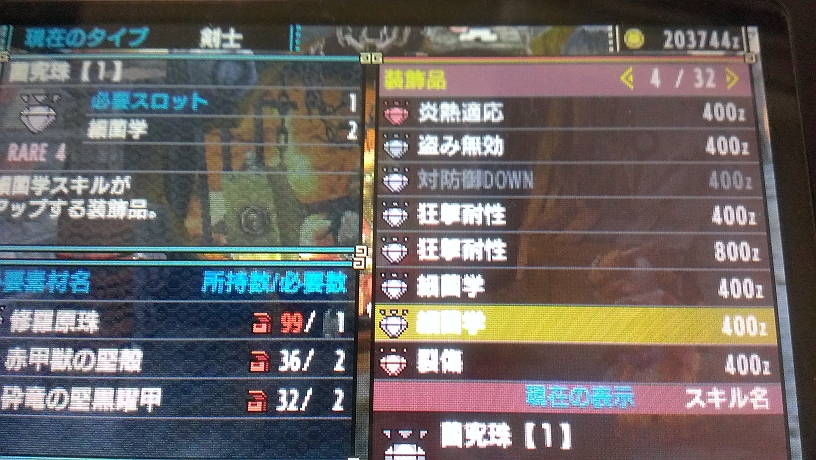 現在のタイプ 剣士
203744z
菌究珠【1】
必要スロット 1
細菌学 2
RARE 4
細菌学スキルが
アップする装飾品。
要素材名 所持数/必要数
修羅原珠 99/ 1
赤甲獣の堅殻 36/ 2
砕竜の堅黒曜甲 32/ 2
装飾品 4 / 32
炎熱適応 400z
盗み無効 400z
対防御DOWN 400z
狂撃耐性 400z
狂撃耐性 800z
細菌学 400z
細菌学 400z
裂傷 400z
現在の表示 スキル名
菌究珠【1】